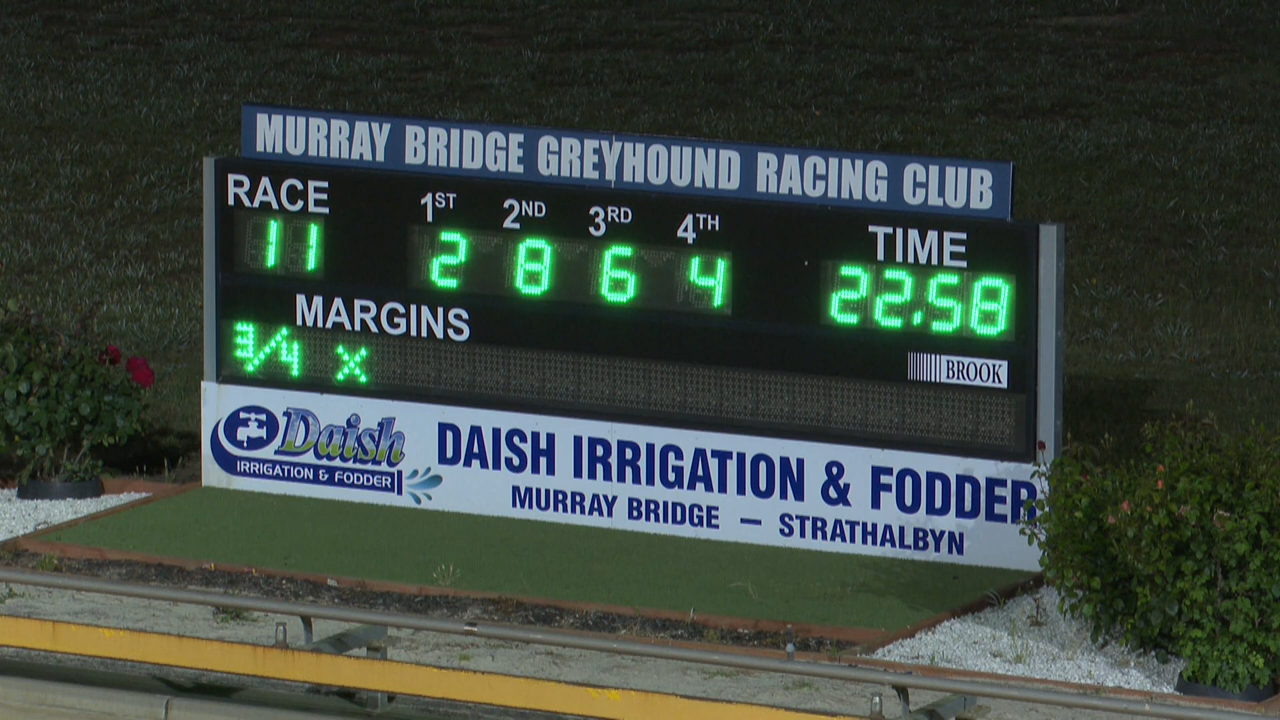 MURRAY BRIDGE GREYHOUND RACING CLUB
RACE 1ST 2ND 3RD 4TH TIME
11 2 8 6 4 22.58
MARGINS
3/4 X
BROOK
Daish
IRRIGATION & FODDER
DAISH IRRIGATION & FODDER
MURRAY BRIDGE – STRATHALBYN